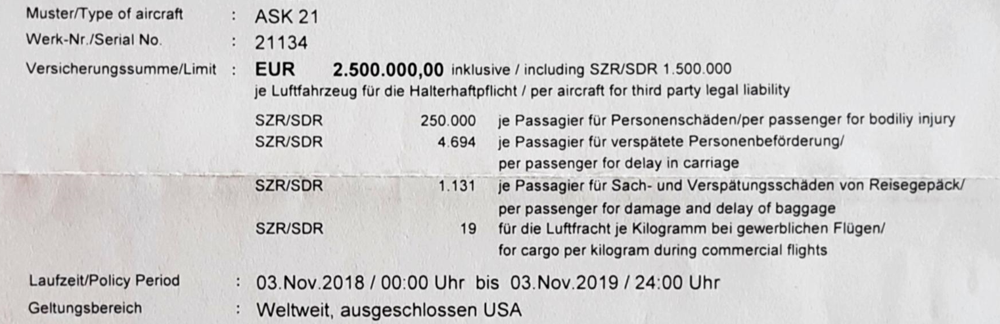 Muster/Type of aircraft : ASK 21
Werk-Nr./Serial No. : 21134
Versicherungssumme/Limit : EUR 2.500.000,00 inklusive / including SZR/SDR 1.500.000
je Luftfahrzeug für die Halterhaftpflicht / per aircraft for third party legal liability
SZR/SDR 250.000 je Passagier für Personenschäden/per passenger for bodiliy injury
SZR/SDR 4.694 je Passagier für verspätete Personenbeförderung/
per passenger for delay in carriage
SZR/SDR 1.131 je Passagier für Sach- und Verspätungsschäden von Reisegepäck/
per passenger for damage and delay of baggage
SZR/SDR 19 für die Luftfracht je Kilogramm bei gewerblichen Flügen/
for cargo per kilogram during commercial flights
Laufzeit/Policy Period : 03.Nov.2018 / 00:00 Uhr bis 03.Nov.2019 / 24:00 Uhr
Geltungsbereich : Weltweit, ausgeschlossen USA